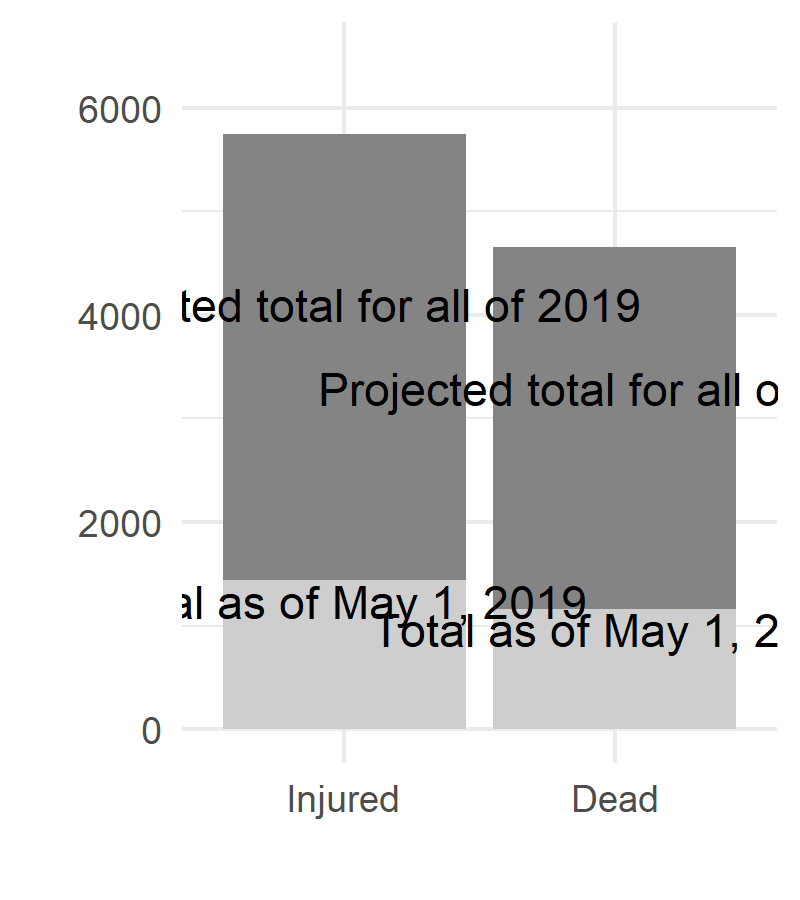 6000
4000
ted total for all of 2019
Projected total for all o
2000
al as of May 1, 2019
Total as of May 1, 2
0
Injured
Dead